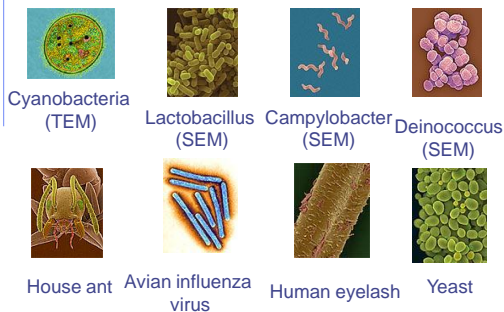 Cyanobacteria
(TEM)
Lactobacillus
(SEM)
Campylobacter
(SEM)
Deinococcus
(SEM)
House ant
Avian influenza
virus
Human eyelash
Yeast